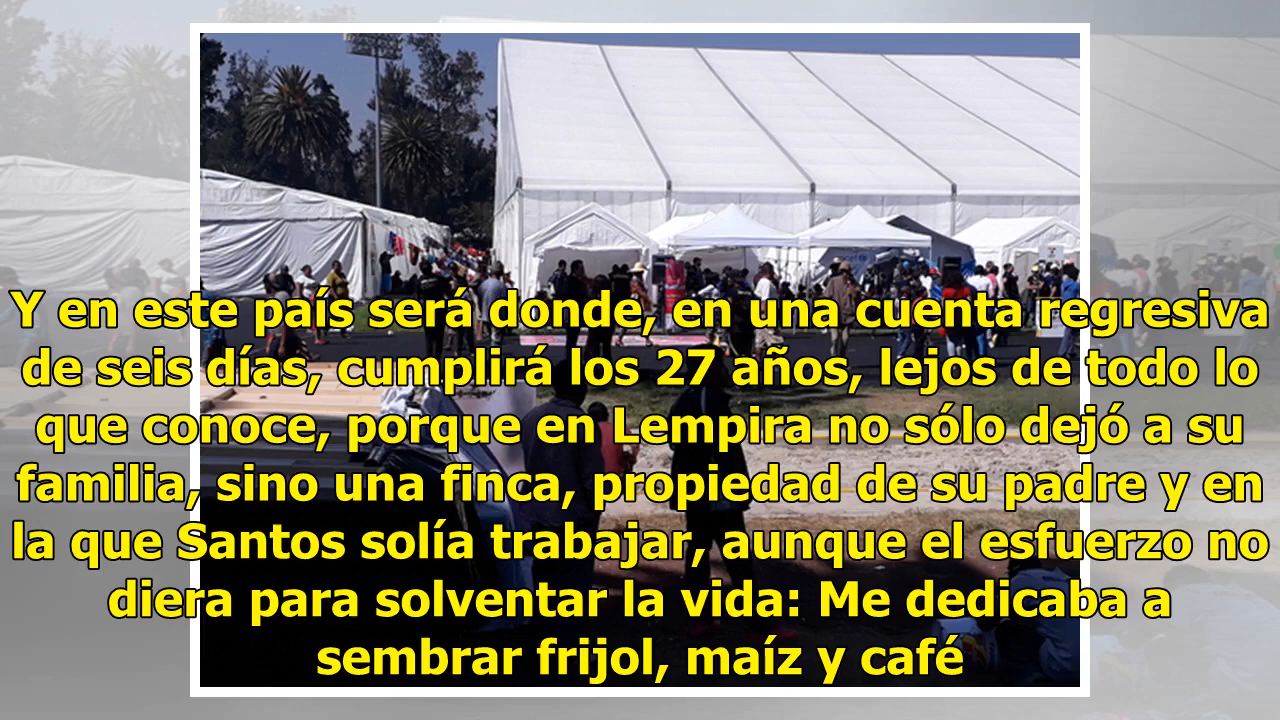 Y en este país será donde, en una cuenta regresiva
de seis días, cumplirá los 27 años, lejos de todo lo
que conoce, porque en Lempira no sólo dejó a su
familia, sino una finca, propiedad de su padre y en
la que Santos solía trabajar, aunque el esfuerzo no
diera para solventar la vida: Me dedicaba a
sembrar frijol, maíz y café